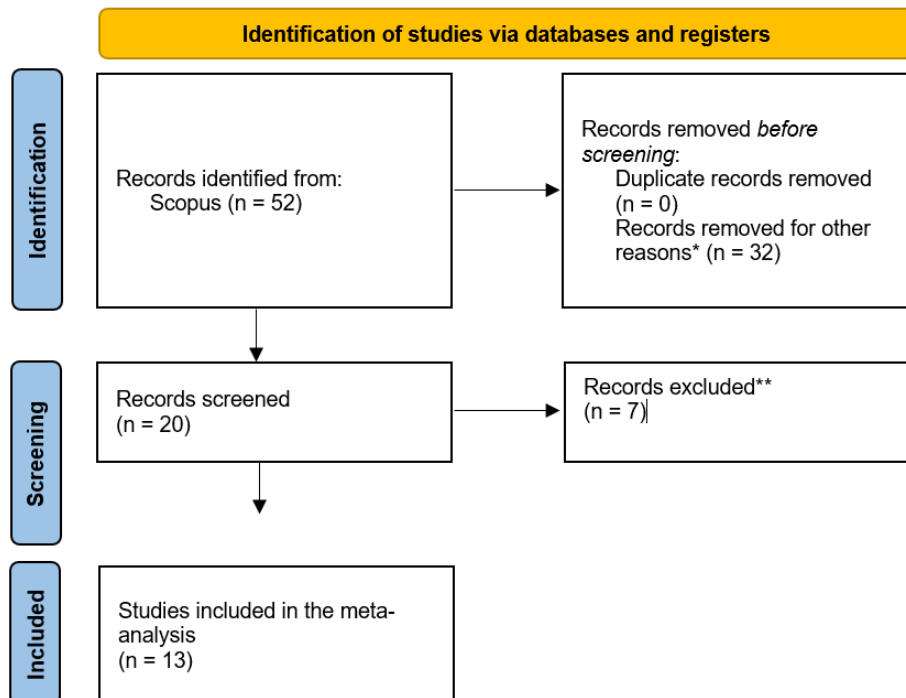 Identification of studies via databases and registers
Identification
Records identified from:
Scopus (n = 52)
Records removed before
screening:
Duplicate records removed
(n = 0)
Records removed for other
reasons* (n = 32)
Screening
Records screened
(n = 20)
Records excluded**
(n = 7)
Included
Studies included in the meta-
analysis
(n = 13)